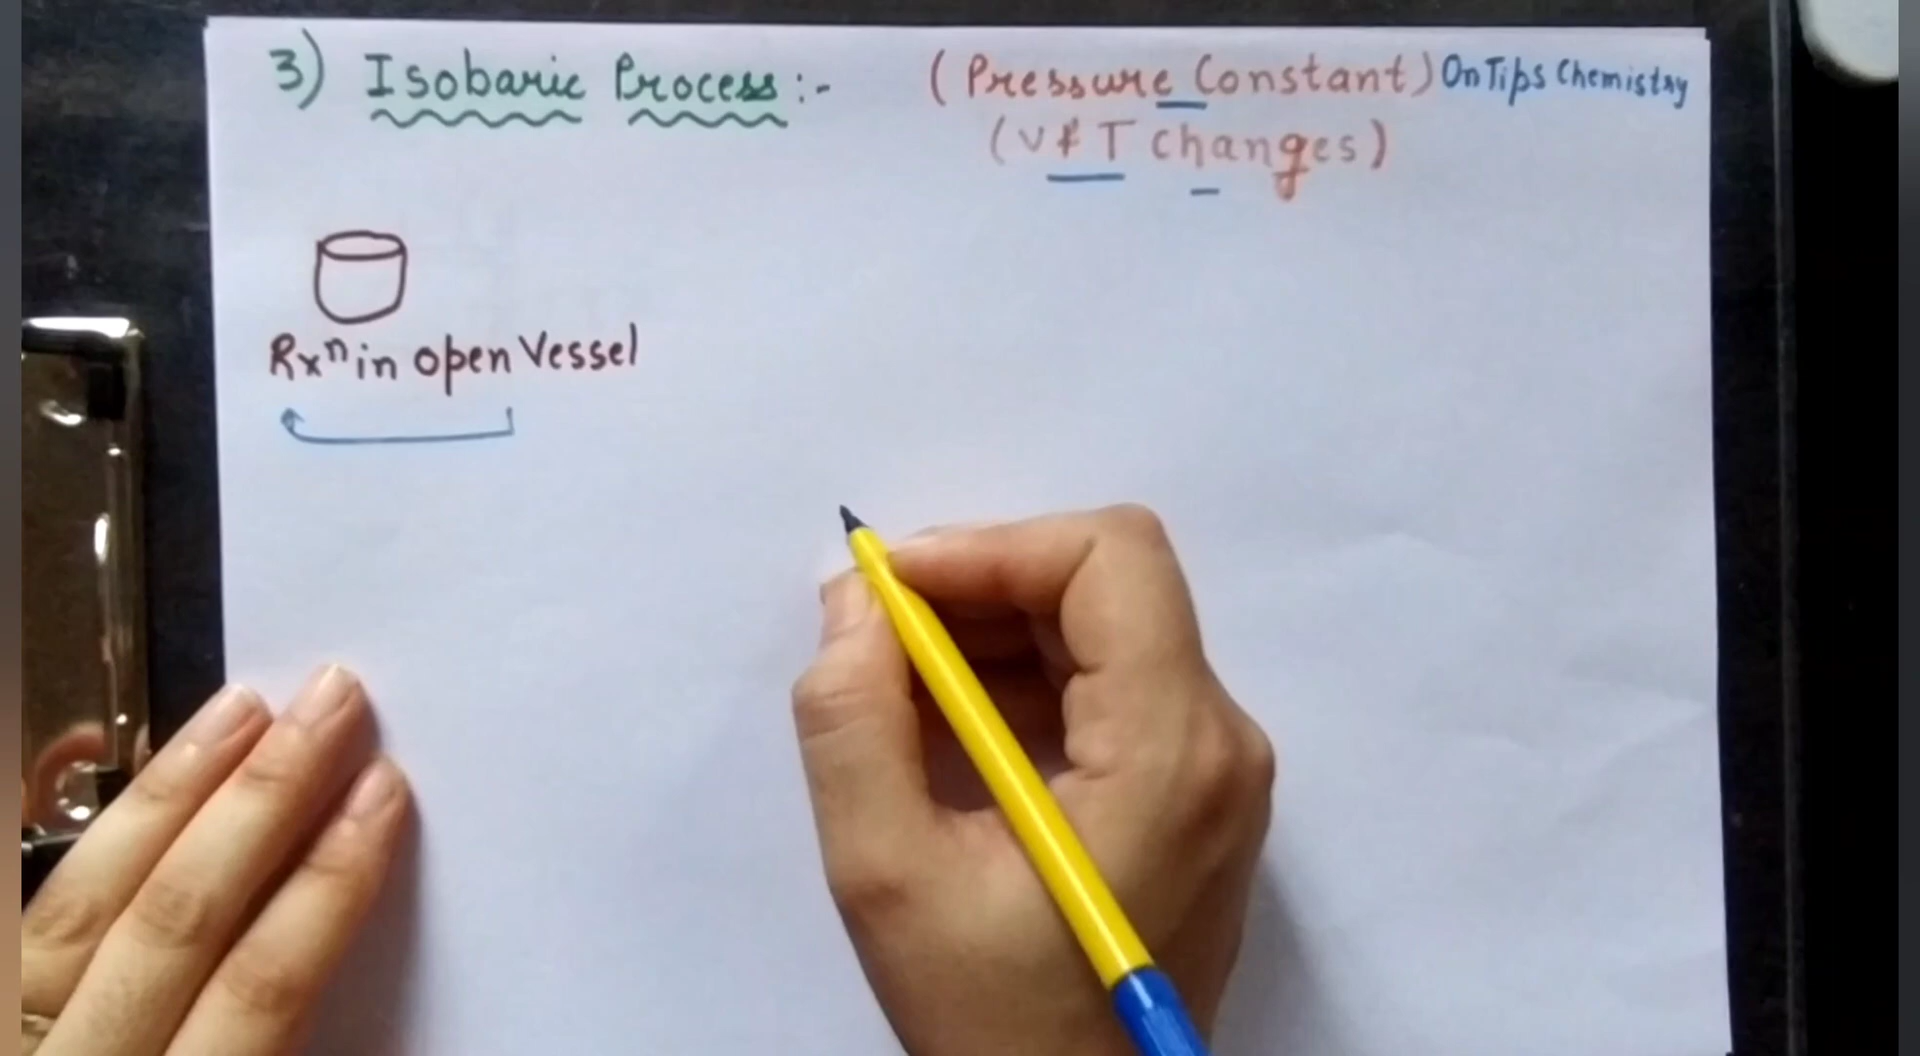 3) Isobaric Process:- (Pressure Constant) OnTips Chemistry
(V & T changes)
Rxⁿ in open Vessel